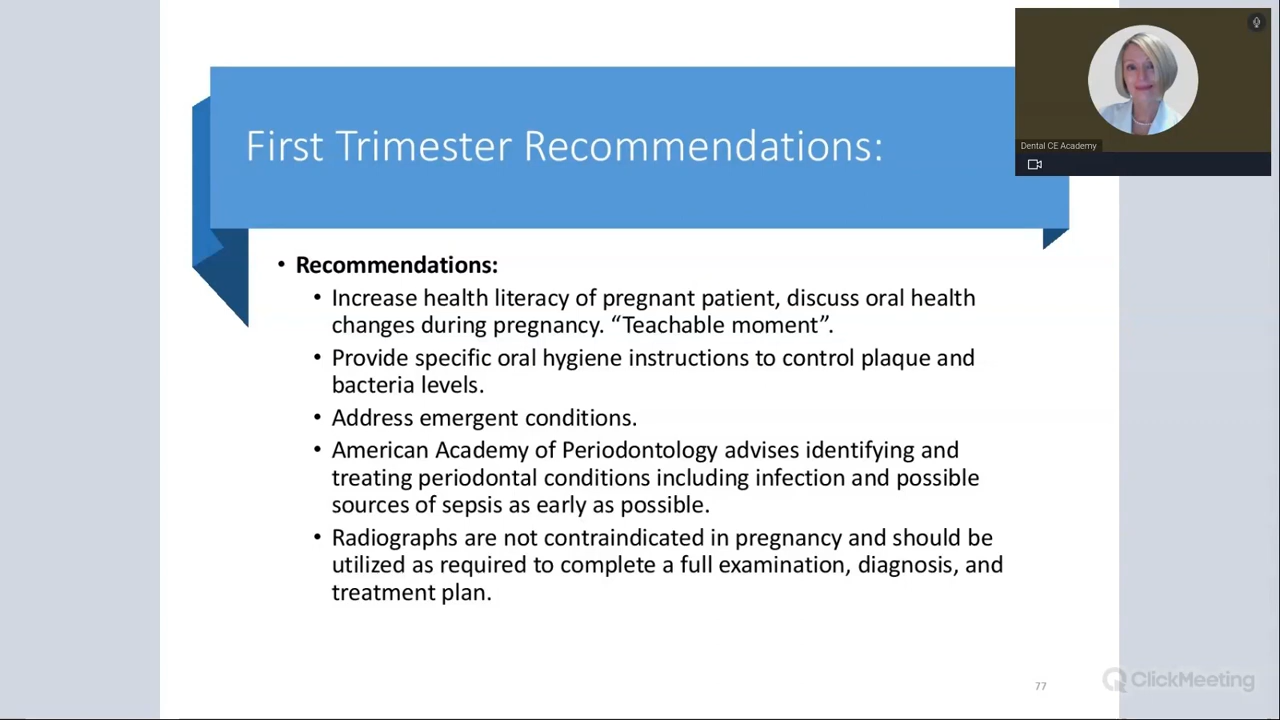 First Trimester Recommendations:
Dental CE Academy
• Recommendations:
• Increase health literacy of pregnant patient, discuss oral health
changes during pregnancy. “Teachable moment”.
• Provide specific oral hygiene instructions to control plaque and
bacteria levels.
• Address emergent conditions.
• American Academy of Periodontology advises identifying and
treating periodontal conditions including infection and possible
sources of sepsis as early as possible.
• Radiographs are not contraindicated in pregnancy and should be
utilized as required to complete a full examination, diagnosis, and
treatment plan.
77
ClickMeeting